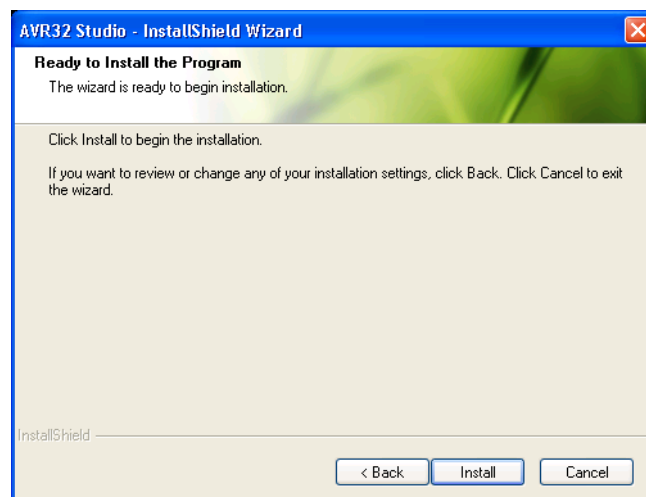 AVR32 Studio - InstallShield Wizard
Ready to Install the Program
The wizard is ready to begin installation.
Click Install to begin the installation.
If you want to review or change any of your installation settings, click Back. Click Cancel to exit
the wizard.
InstallShield
< Back Install Cancel